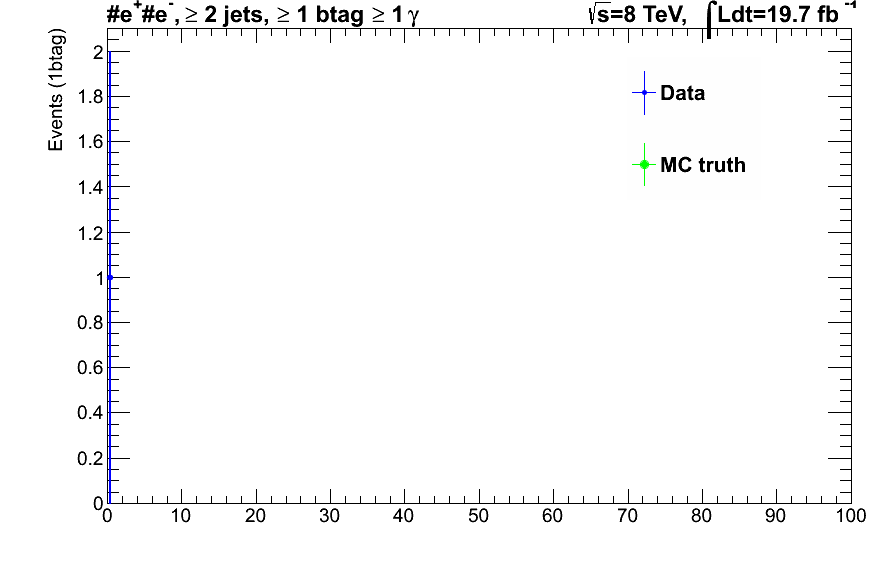 #e⁺#e⁻, ≥ 2 jets, ≥ 1 btag ≥ 1 γ
√s=8 TeV, ∫Ldt=19.7 fb⁻¹
Events (1btag)
2
1.8
1.6
1.4
1.2
1
0.8
0.6
0.4
0.2
0
Data
MC truth
0 10 20 30 40 50 60 70 80 90 100